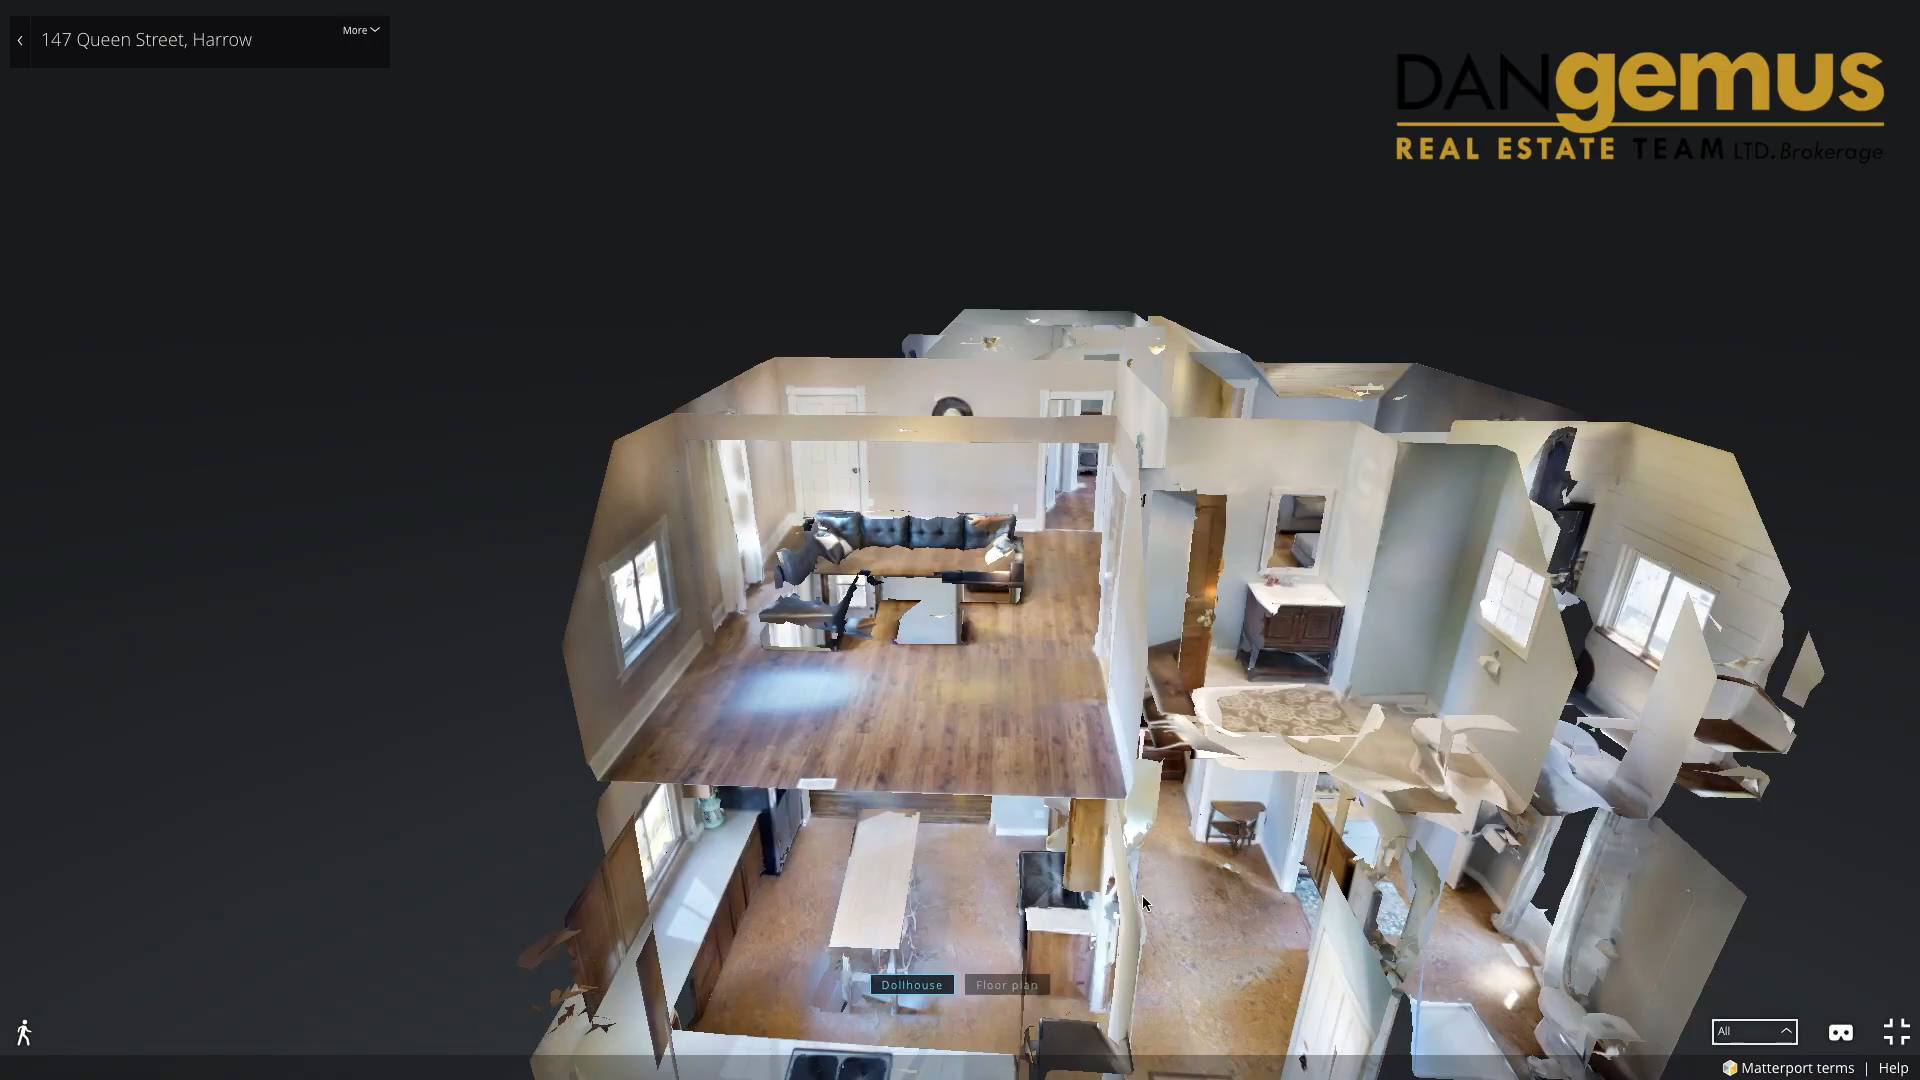 147 Queen Street, Harrow
More
DANgemus
REAL ESTATE TEAM LTD. Brokerage
Dollhouse
Floor plan
All
Matterport terms | Help